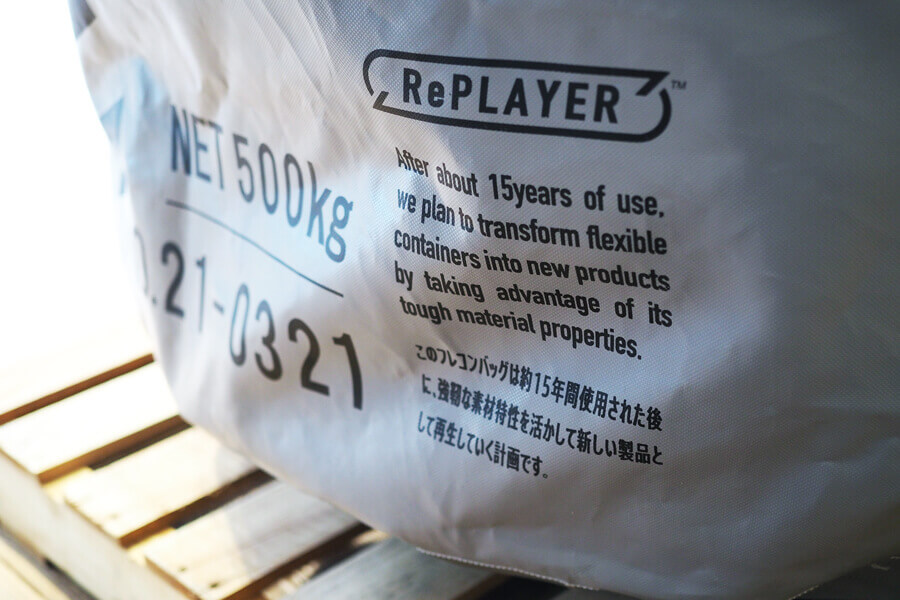 NET 500kg
21-0321
RePLAYER™
After about 15years of use,
we plan to transform flexible
containers into new products
by taking advantage of its
tough material properties.
このフレコンバッグは約15年間使用された後
に、強靭な素材特性を活かして新しい製品と
して再生していく計画です。